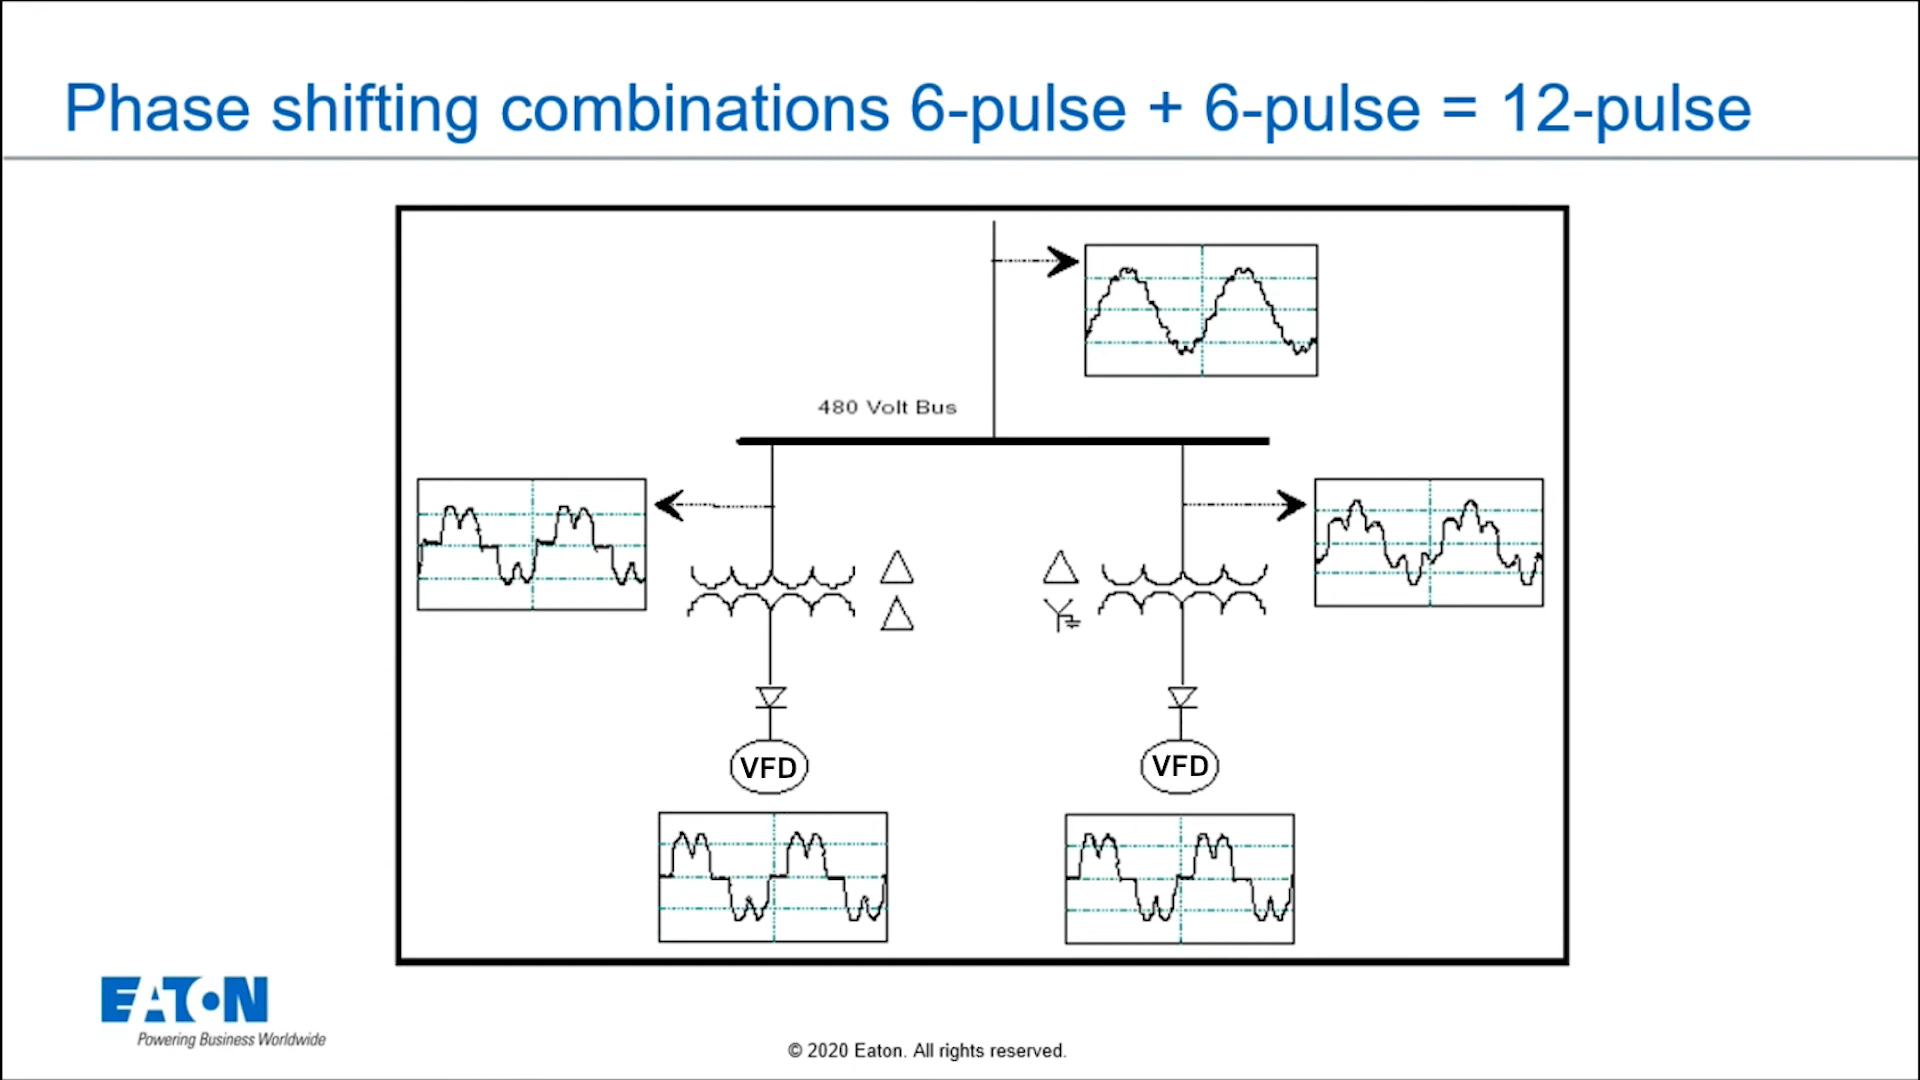 Phase shifting combinations 6-pulse + 6-pulse = 12-pulse
480 Volt Bus
VFD
VFD
EATON
Powering Business Worldwide
© 2020 Eaton. All rights reserved.